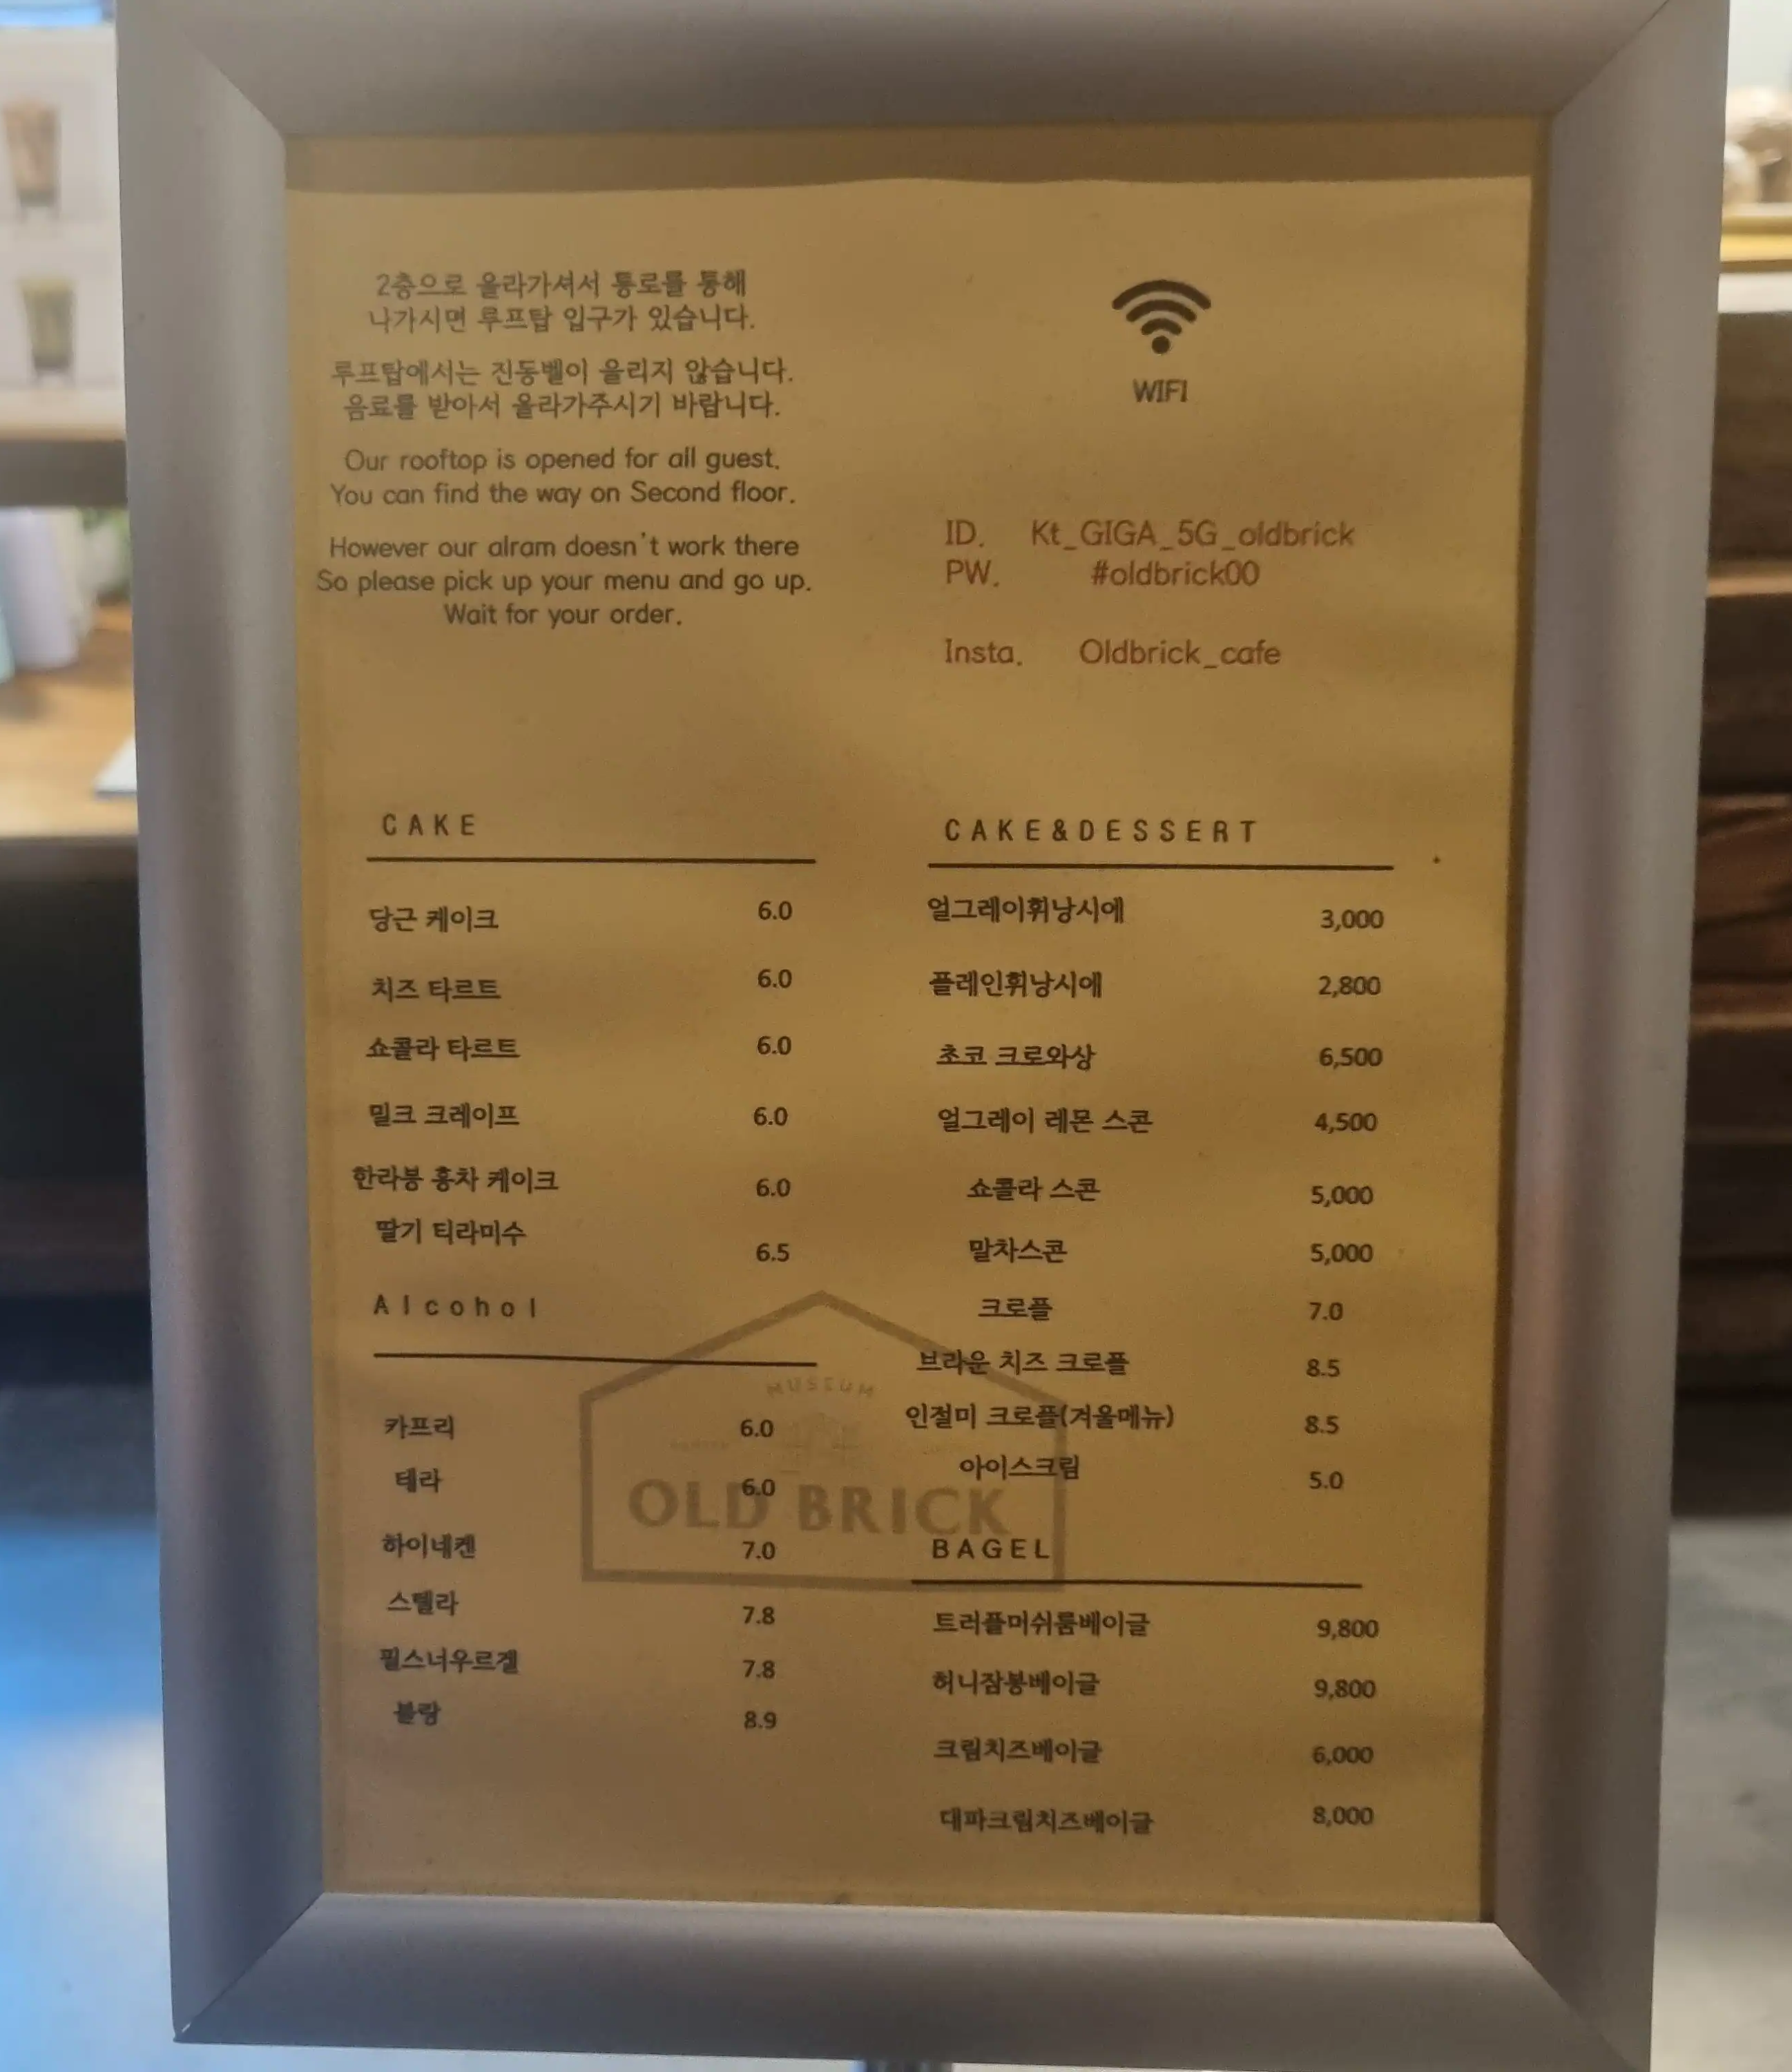 2층으로 올라가셔서 통로를 통해
나가시면 루프탑 입구가 있습니다.
루프탑에서는 진동벨이 울리지 않습니다.
음료를 받아서 올라가주시기 바랍니다.
Our rooftop is opened for all guest.
You can find the way on Second floor.
However our alram doesn't work there
So please pick up your menu and go up.
Wait for your order.
WIFI
ID. Kt_GIGA_5G_oldbrick
PW. #oldbrick00
Insta. Oldbrick_cafe
CAKE
당근 케이크 6.0
치즈 타르트 6.0
쇼콜라 타르트 6.0
밀크 크레이프 6.0
한라봉 홍차 케이크 6.0
딸기 티라미수 6.5
Alcohol
카프리 6.0
테라 6.0
하이네켄 7.0
스텔라 7.8
필스너우르겔 7.8
블랑 8.9
CAKE&DESSERT
얼그레이휘낭시에 3,000
플레인휘낭시에 2,800
초코 크로와상 6,500
얼그레이 레몬 스콘 4,500
쇼콜라 스콘 5,000
말차스콘 5,000
크로플 7.0
브라운 치즈 크로플 8.5
인절미 크로플(겨울메뉴) 8.5
아이스크림 5.0
BAGEL
트러플머쉬룸베이글 9,800
허니잠봉베이글 9,800
크림치즈베이글 6,000
대파크림치즈베이글 8,000
MUSEUM
OLD BRICK